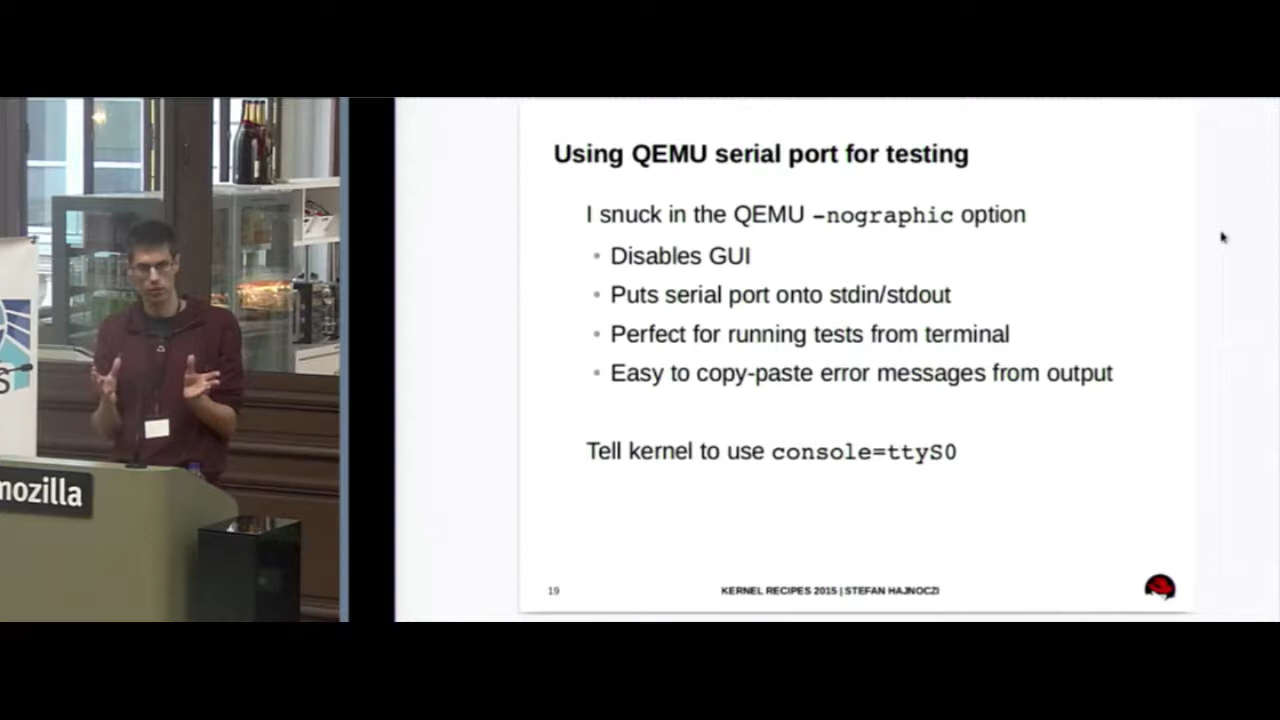 Using QEMU serial port for testing
I snuck in the QEMU -nographic option
• Disables GUI
• Puts serial port onto stdin/stdout
• Perfect for running tests from terminal
• Easy to copy-paste error messages from output
Tell kernel to use console=ttyS0
19
KERNEL RECIPES 2015 | STEFAN HAJNOCZI
mozilla
S